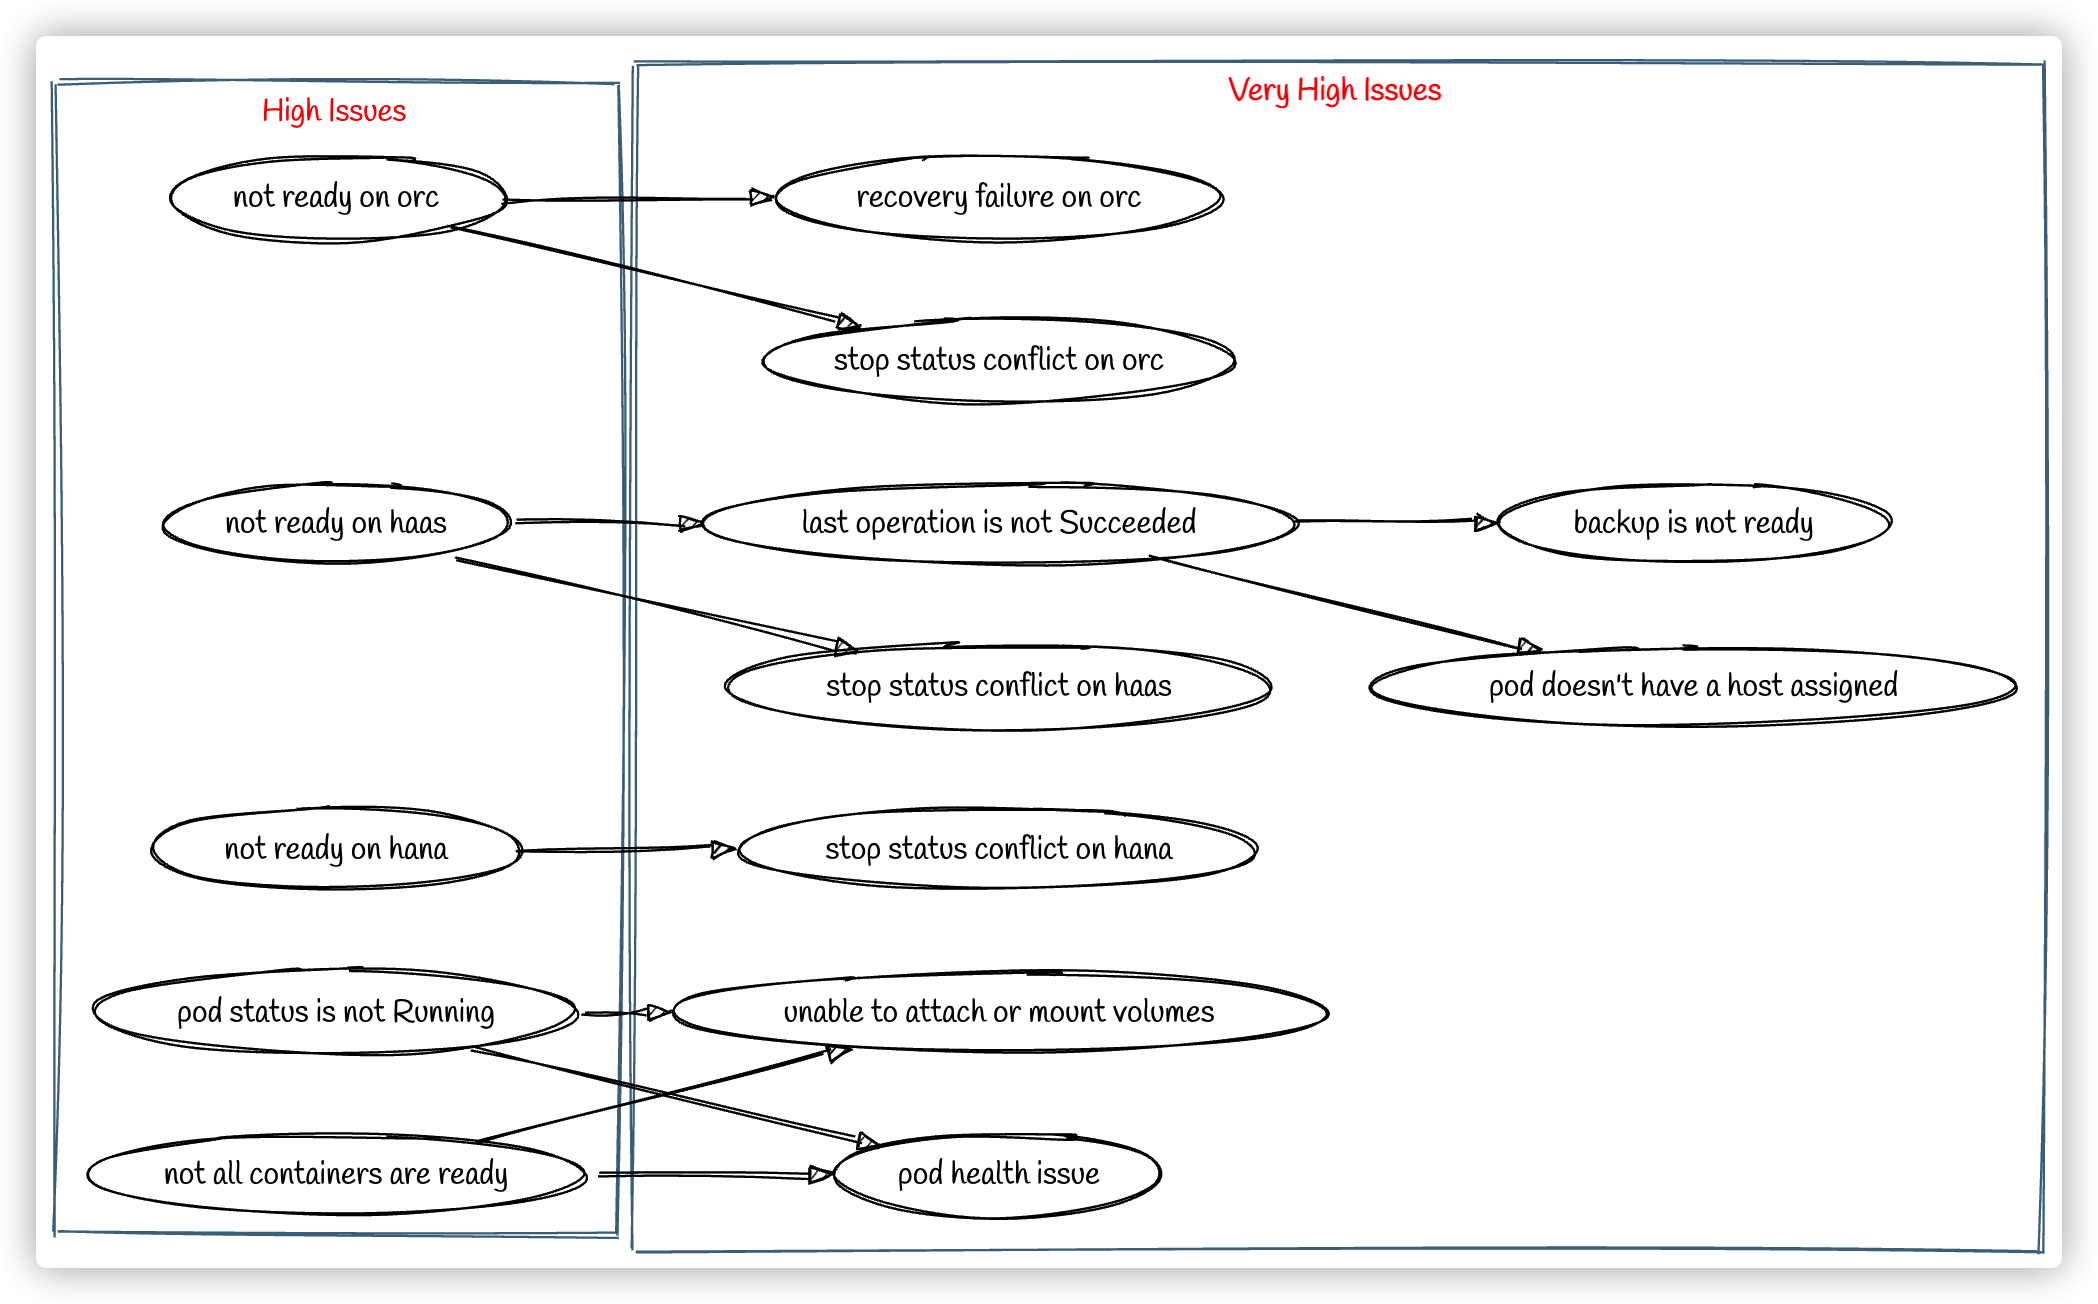 High Issues
Very High Issues
not ready on orc
recovery failure on orc
stop status conflict on orc
not ready on haas
last operation is not Succeeded
backup is not ready
stop status conflict on haas
pod doesn't have a host assigned
not ready on hana
stop status conflict on hana
pod status is not Running
unable to attach or mount volumes
not all containers are ready
pod health issue